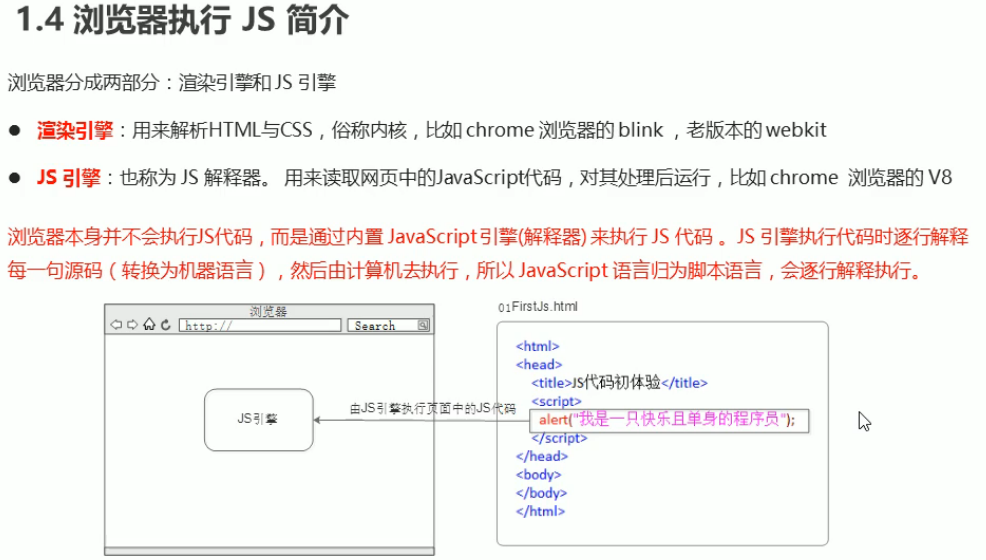 1.4 浏览器执行 JS 简介
浏览器分成两部分：渲染引擎和 JS 引擎
● 渲染引擎：用来解析HTML与CSS，俗称内核，比如 chrome 浏览器的 blink ，老版本的 webkit
● JS 引擎：也称为 JS 解释器。 用来读取网页中的JavaScript代码，对其处理后运行，比如 chrome 浏览器的 V8
浏览器本身并不会执行JS代码，而是通过内置 JavaScript 引擎(解释器) 来执行 JS 代码 。JS 引擎执行代码时逐行解释
每一句源码（转换为机器语言），然后由计算机去执行，所以 JavaScript 语言归为脚本语言，会逐行解释执行。
浏览器
http://
Search
JS引擎
由JS引擎执行页面中的JS代码
01FirstJs.html
<html>
<head>
<title>JS代码初体验</title>
<script>
alert("我是一只快乐且单身的程序员");
</script>
</head>
<body>
</body>
</html>